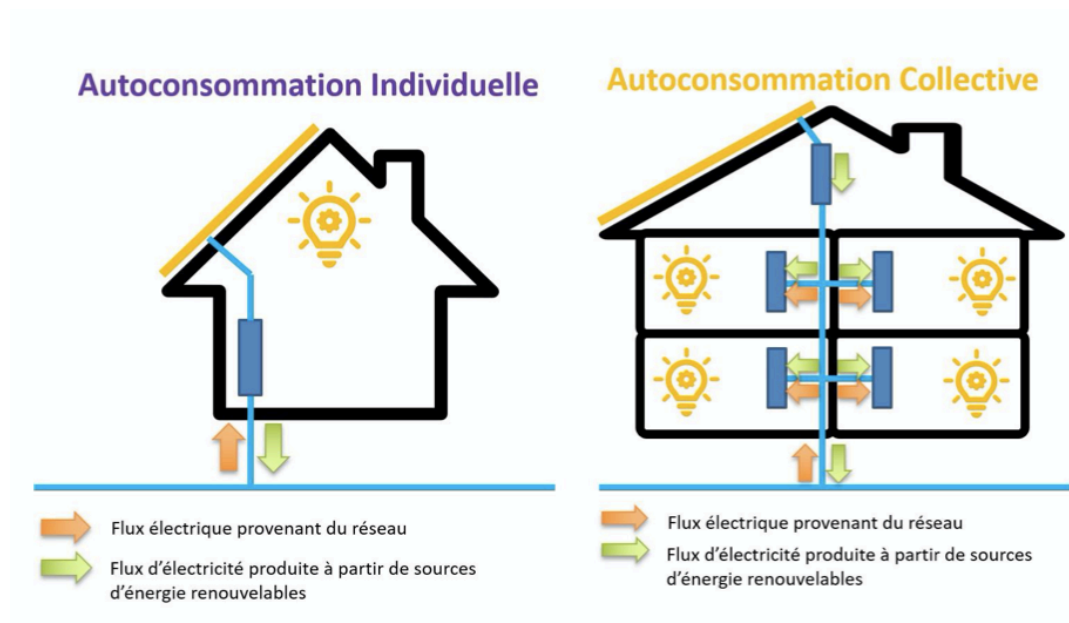 Autoconsommation Individuelle
Flux électrique provenant du réseau
Flux d'électricité produite à partir de sources
d'énergie renouvelables
Autoconsommation Collective
Flux électrique provenant du réseau
Flux d'électricité produite à partir de sources
d'énergie renouvelables